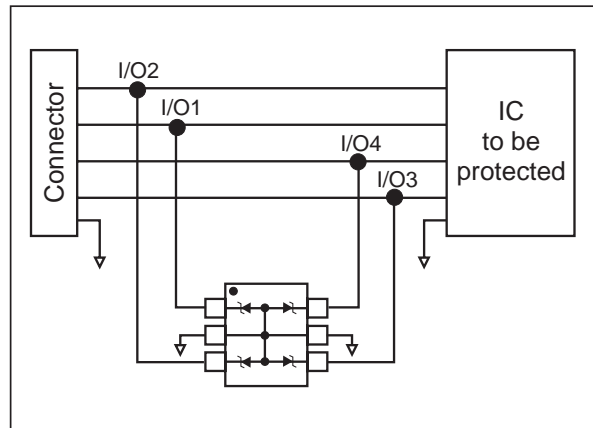 I/O2
I/O1
I/O4
I/O3
Connector
IC
to be
protected